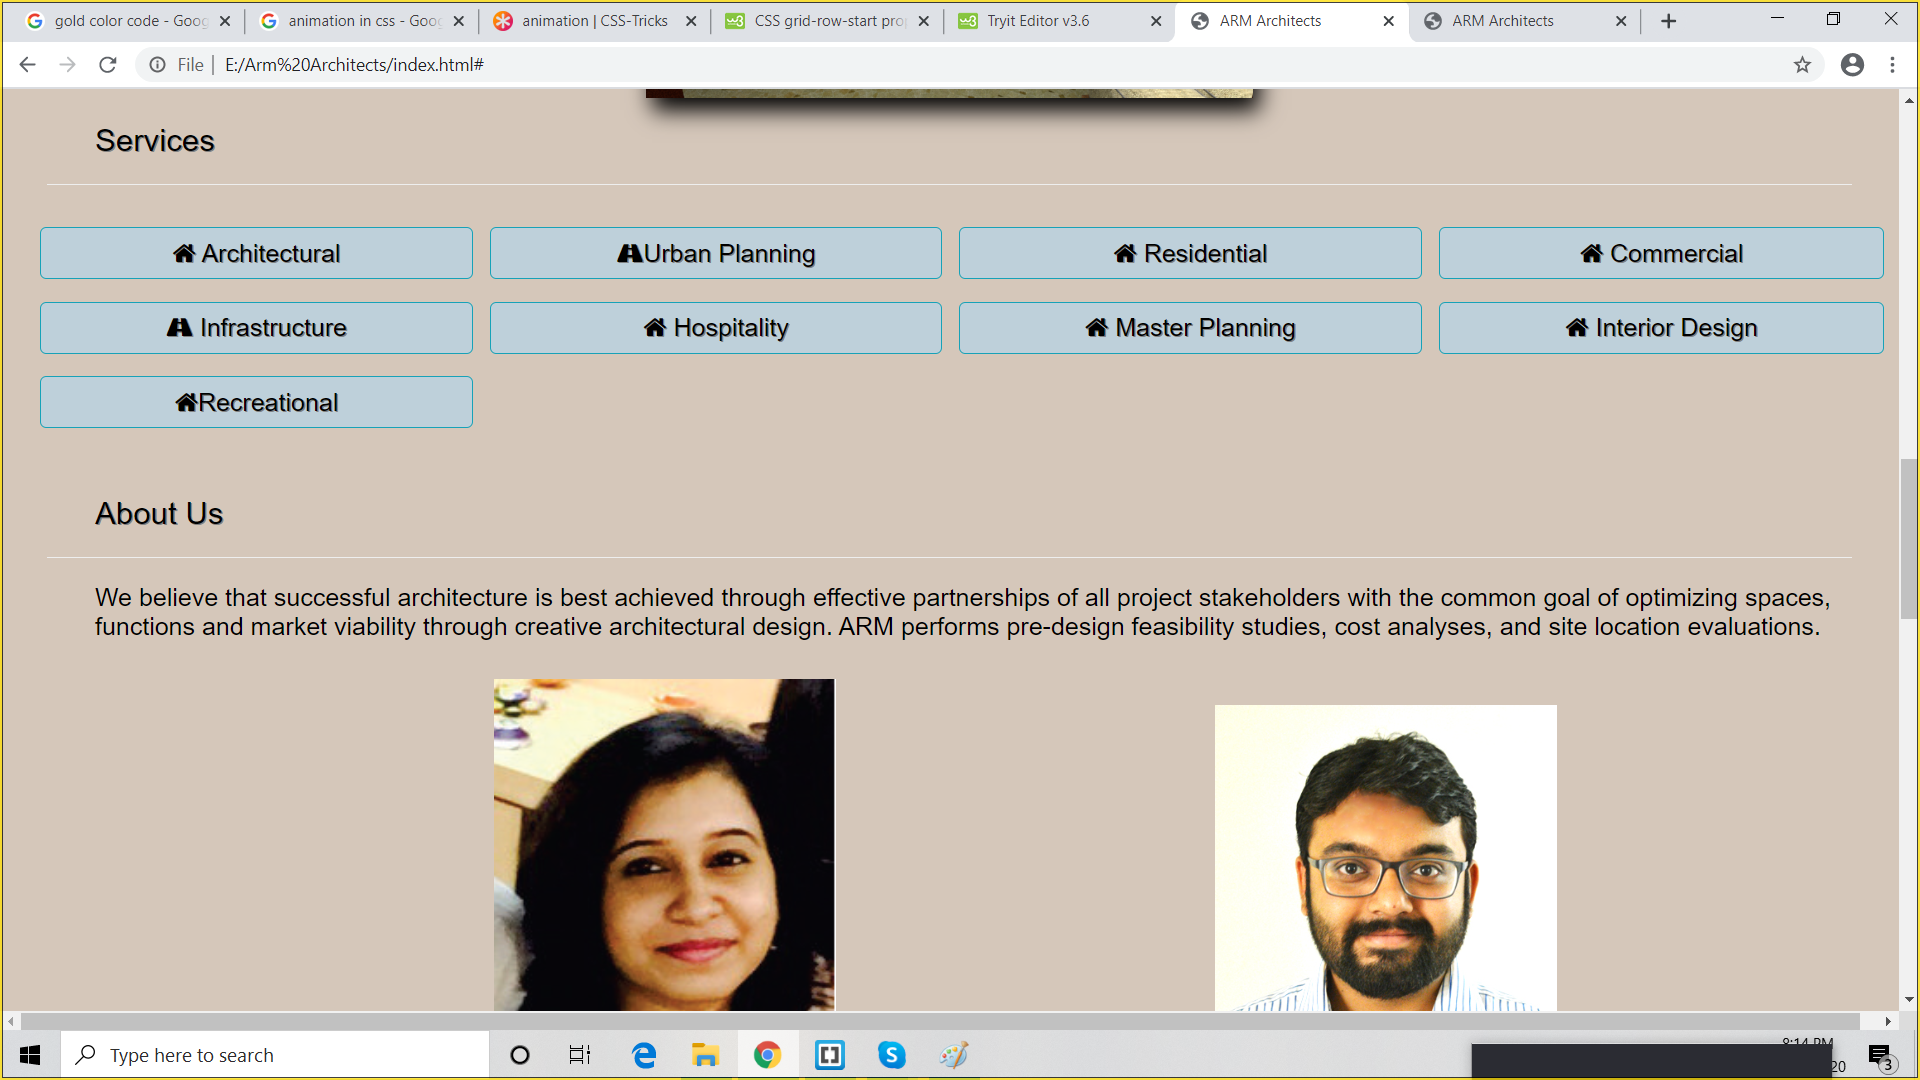 gold color code - Goog
animation in css - Goog
animation | CSS-Tricks
CSS grid-row-start pro
Tryit Editor v3.6
ARM Architects
ARM Architects
File
E:/Arm%20Architects/index.html#
Services
Architectural
Urban Planning
Residential
Commercial
Infrastructure
Hospitality
Master Planning
Interior Design
Recreational
About Us
We believe that successful architecture is best achieved through effective partnerships of all project stakeholders with the common goal of optimizing spaces,
functions and market viability through creative architectural design. ARM performs pre-design feasibility studies, cost analyses, and site location evaluations.
Type here to search
8:14 PM
20
3